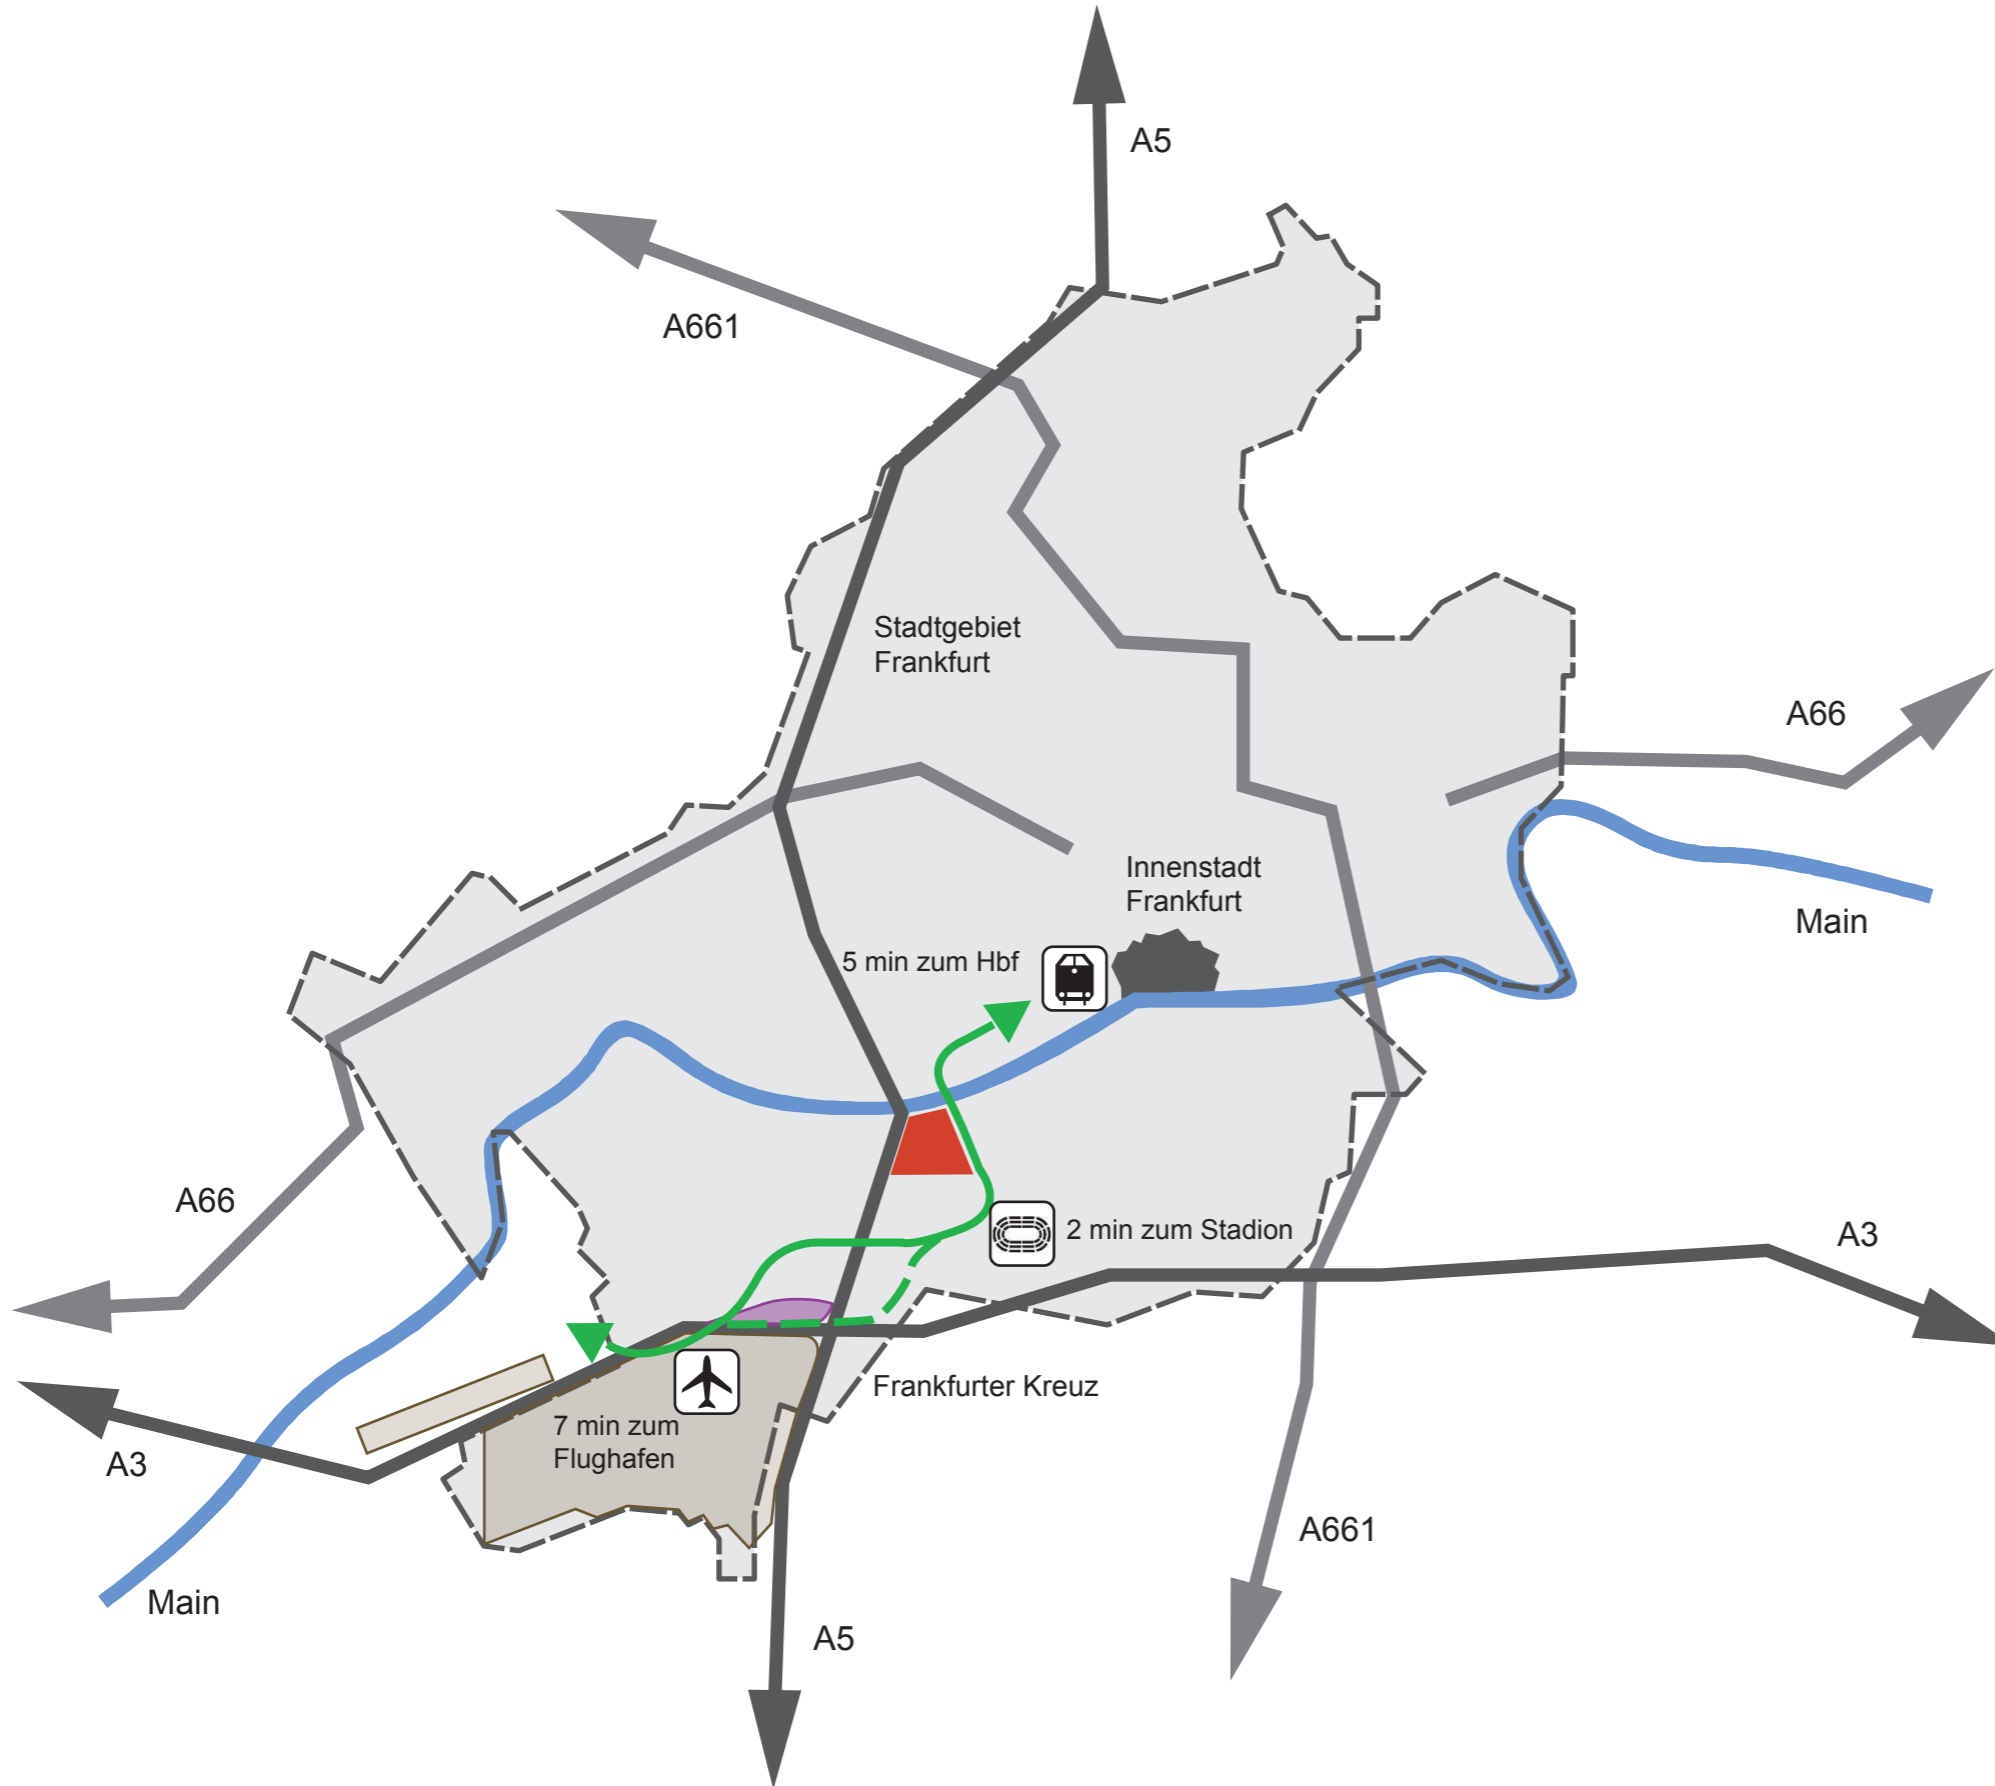 A5
A661
Stadtgebiet
Frankfurt
A66
Innenstadt
Frankfurt
Main
5 min zum Hbf
A66
2 min zum Stadion
A3
Frankfurter Kreuz
7 min zum
Flughafen
A3
A661
Main
A5